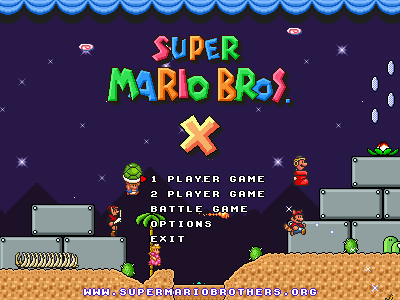 SUPER
MARIO BROS.
X
1 PLAYER GAME
2 PLAYER GAME
BATTLE GAME
OPTIONS
EXIT
WWW.SUPERMARIOBROTHERS.ORG